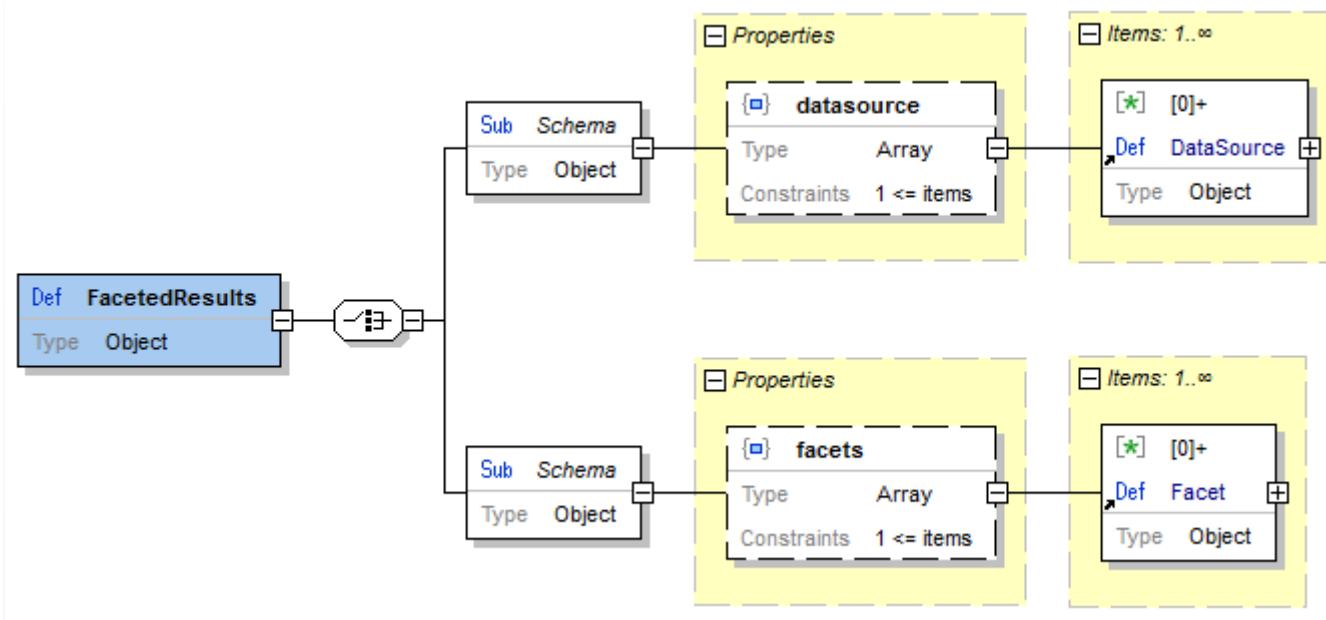 Properties
Items: 1..∞
{ } datasource
[*] [0]+
Sub Schema
Type Array
Def DataSource
Type Object
Constraints 1 <= items
Type Object
Def FacetedResults
Type Object
Properties
Items: 1..∞
{ } facets
[*] [0]+
Sub Schema
Type Array
Def Facet
Type Object
Constraints 1 <= items
Type Object